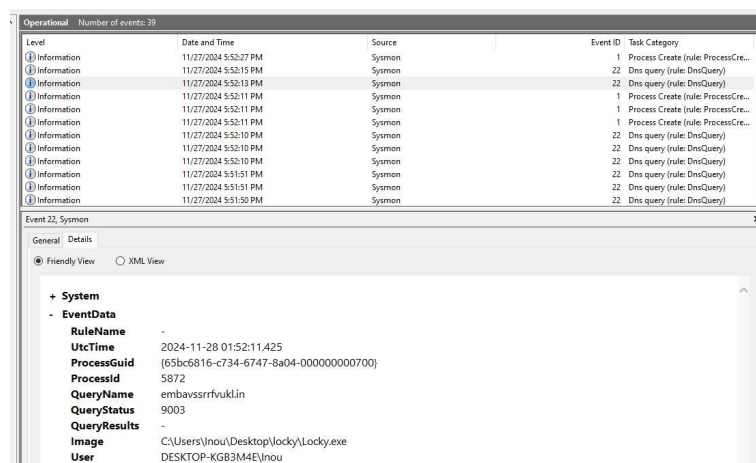 Operational Number of events: 39
Level Date and Time Source Event ID Task Category
Information 11/27/2024 5:52:27 PM Sysmon 1 Process Create (rule: ProcessCre...
Information 11/27/2024 5:52:15 PM Sysmon 22 Dns query (rule: DnsQuery)
Information 11/27/2024 5:52:13 PM Sysmon 22 Dns query (rule: DnsQuery)
Information 11/27/2024 5:52:11 PM Sysmon 1 Process Create (rule: ProcessCre...
Information 11/27/2024 5:52:11 PM Sysmon 1 Process Create (rule: ProcessCre...
Information 11/27/2024 5:52:11 PM Sysmon 1 Process Create (rule: ProcessCre...
Information 11/27/2024 5:52:10 PM Sysmon 22 Dns query (rule: DnsQuery)
Information 11/27/2024 5:52:10 PM Sysmon 22 Dns query (rule: DnsQuery)
Information 11/27/2024 5:52:10 PM Sysmon 22 Dns query (rule: DnsQuery)
Information 11/27/2024 5:51:51 PM Sysmon 22 Dns query (rule: DnsQuery)
Information 11/27/2024 5:51:51 PM Sysmon 22 Dns query (rule: DnsQuery)
Information 11/27/2024 5:51:50 PM Sysmon 22 Dns query (rule: DnsQuery)
Event 22, Sysmon
General Details
Friendly View XML View
+ System
- EventData
RuleName -
UtcTime 2024-11-28 01:52:11.425
ProcessGuid {65bc6816-c734-6747-8a04-000000000700}
ProcessId 5872
QueryName embavssrrfvukl.in
QueryStatus 9003
QueryResults -
Image C:\Users\Inou\Desktop\locky\Locky.exe
User DESKTOP-KGB3M4E\Inou